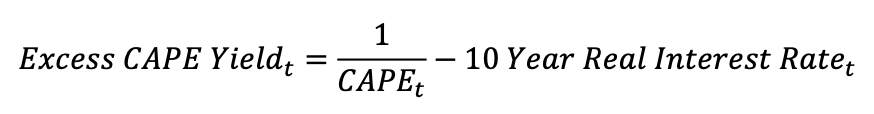 Excess CAPE Yield_t = 1/CAPE_t − 10 Year Real Interest Rate_t